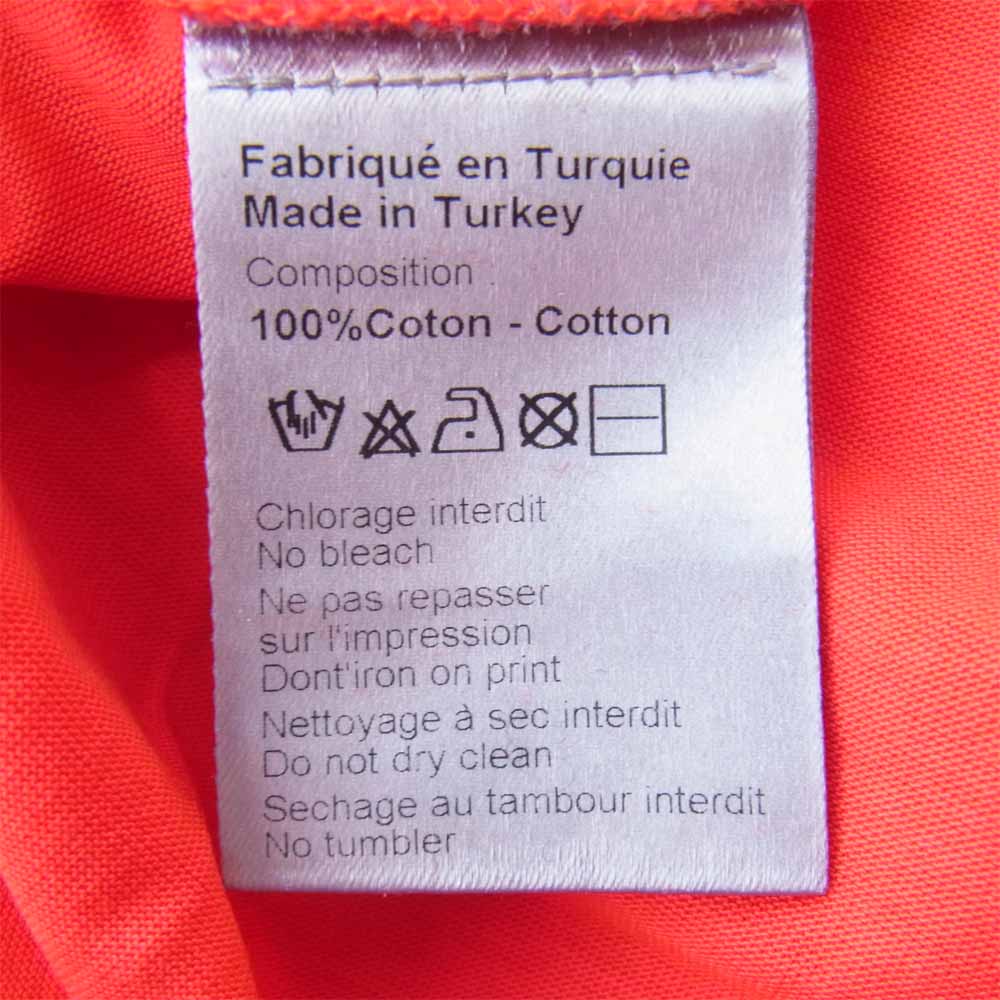 Fabriqué en Turquie
Made in Turkey
Composition
100%Coton - Cotton
Chlorage interdit
No bleach
Ne pas repasser
sur l'impression
Dont'iron on print
Nettoyage à sec interdit
Do not dry clean
Sechage au tambour interdit
No tumbler